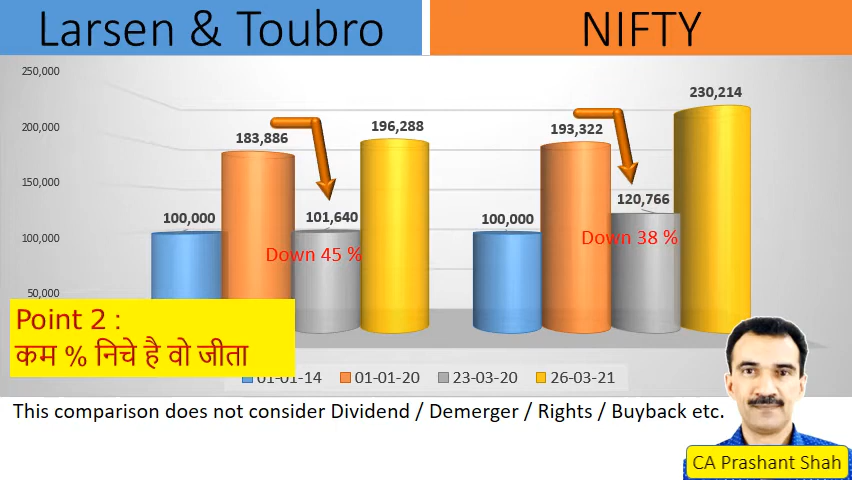 Larsen & Toubro
NIFTY
250,000
200,000
150,000
100,000
50,000
100,000
183,886
101,640
196,288
Down 45 %
100,000
193,322
120,766
230,214
Down 38 %
Point 2 :
कम % निचे है वो जीता
01-01-14
01-01-20
23-03-20
26-03-21
This comparison does not consider Dividend / Demerger / Rights / Buyback etc.
CA Prashant Shah